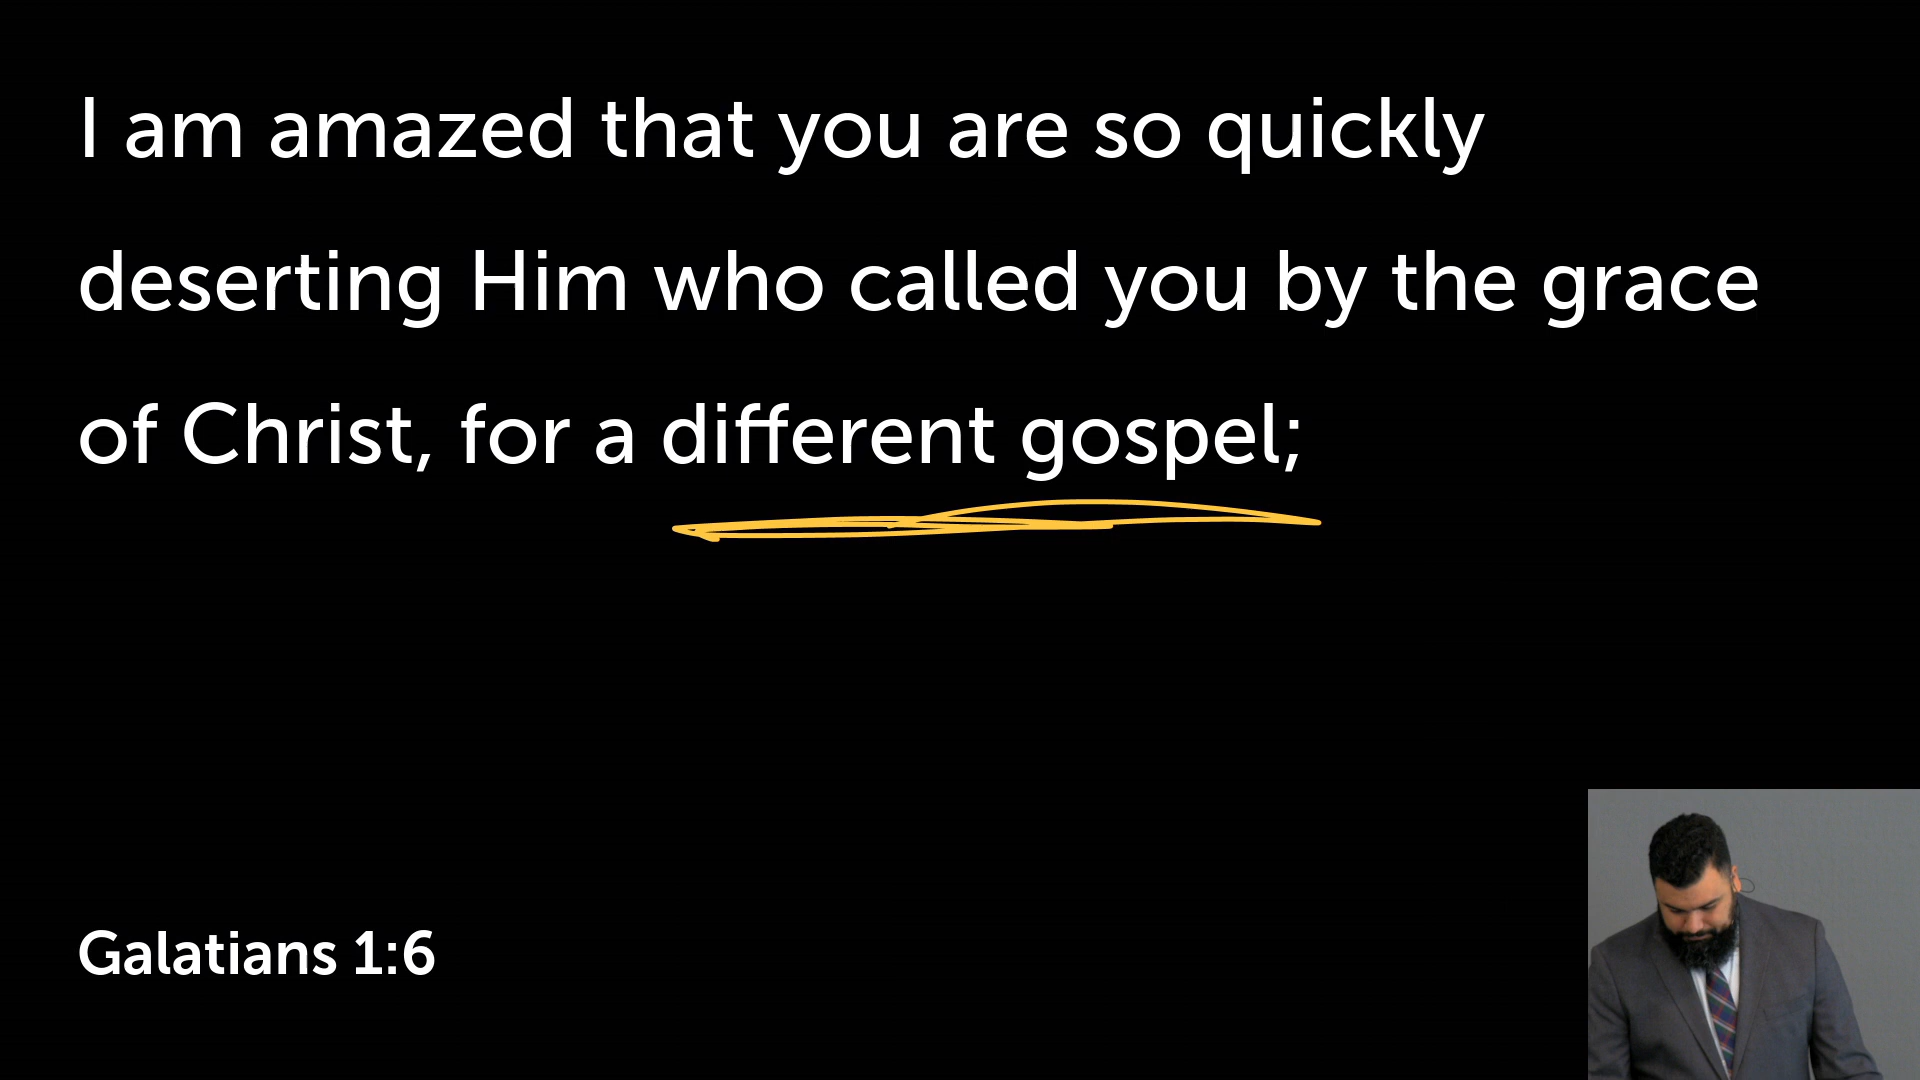 I am amazed that you are so quickly
deserting Him who called you by the grace
of Christ, for a different gospel;
Galatians 1:6